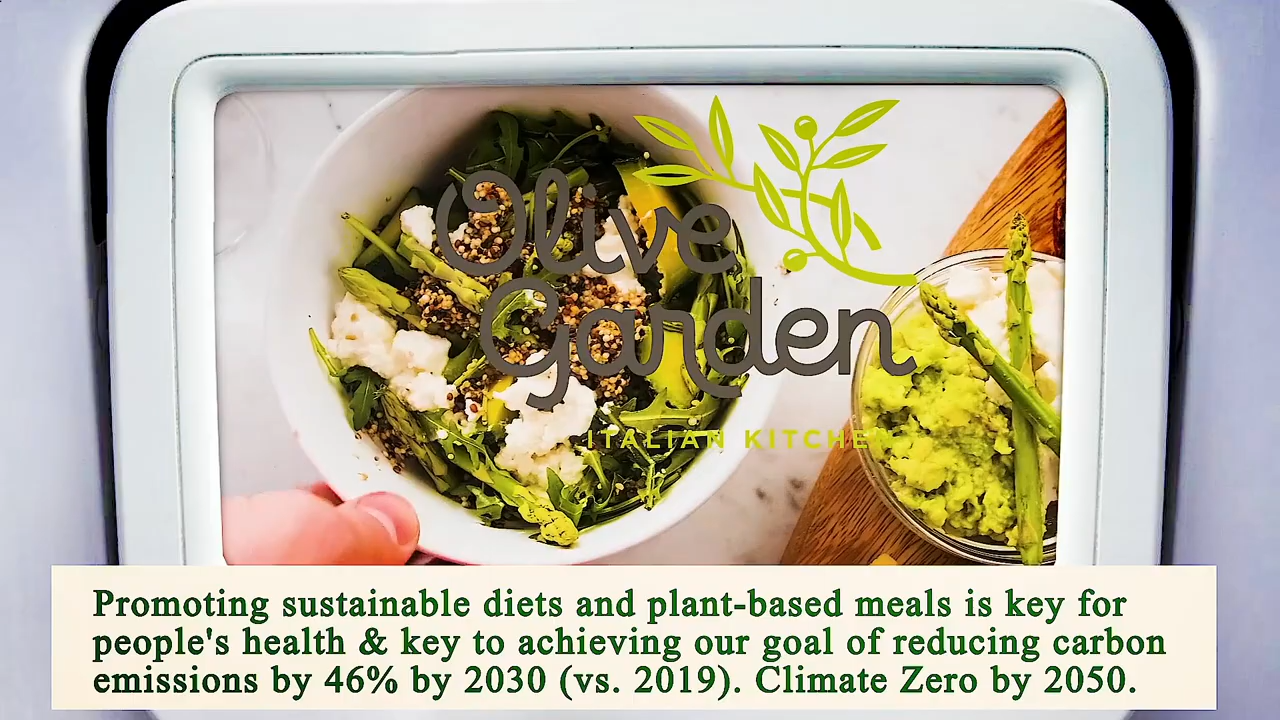 Olive
Garden
ITALIAN KITCHEN
Promoting sustainable diets and plant-based meals is key for
people's health & key to achieving our goal of reducing carbon
emissions by 46% by 2030 (vs. 2019). Climate Zero by 2050.